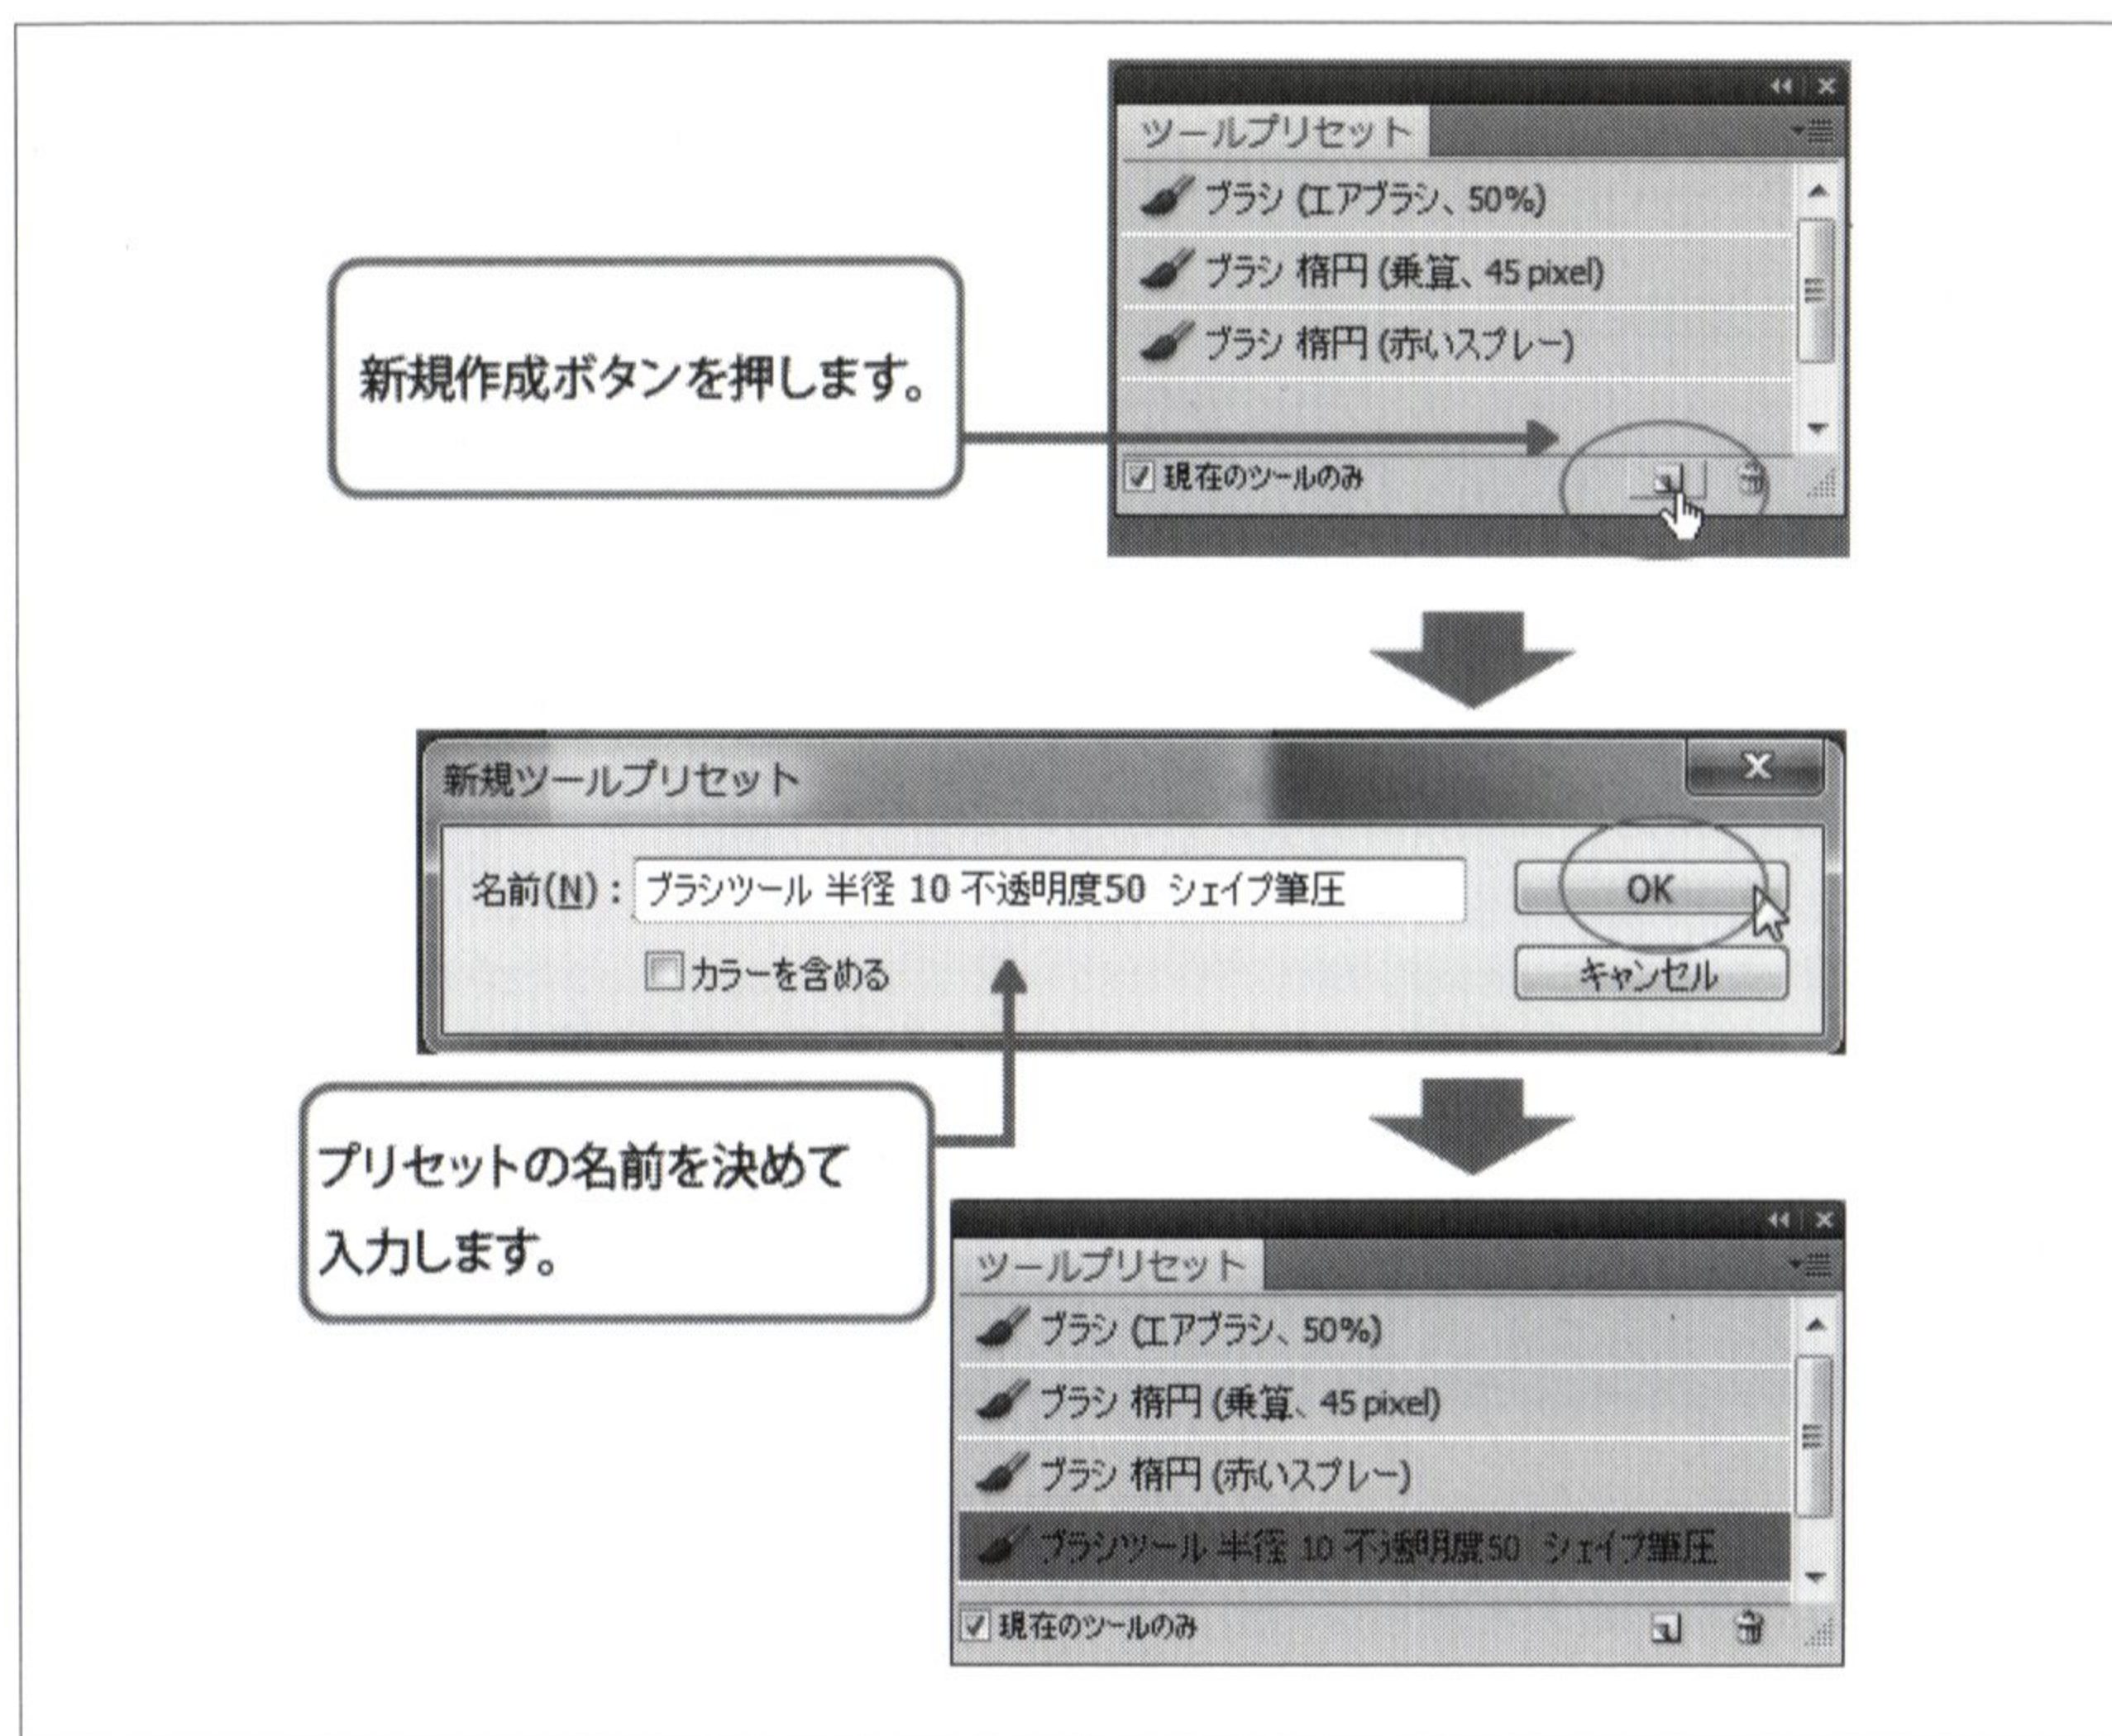 ツールプリセット
ブラシ (エアブラシ、50%)
ブラシ 楕円 (乗算、45 pixel)
ブラシ 楕円 (赤いスプレー)
現在のツールのみ
新規作成ボタンを押します。
新規ツールプリセット
名前(N)：ブラシツール 半径 10 不透明度50 シェイプ筆圧
OK
カラーを含める
キャンセル
プリセットの名前を決めて
入力します。
ツールプリセット
ブラシ (エアブラシ、50%)
ブラシ 楕円 (乗算、45 pixel)
ブラシ 楕円 (赤いスプレー)
ブラシツール 半径 10 不透明度50 シェイプ筆圧
現在のツールのみ